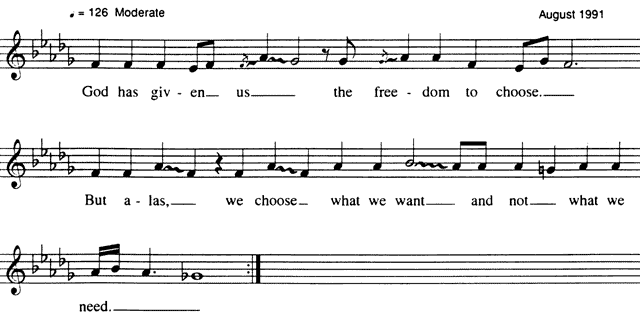 ♩ = 126 Moderate
August 1991
God has giv - en us the free - dom to choose.
But a - las, we choose what we want and not what we
need.